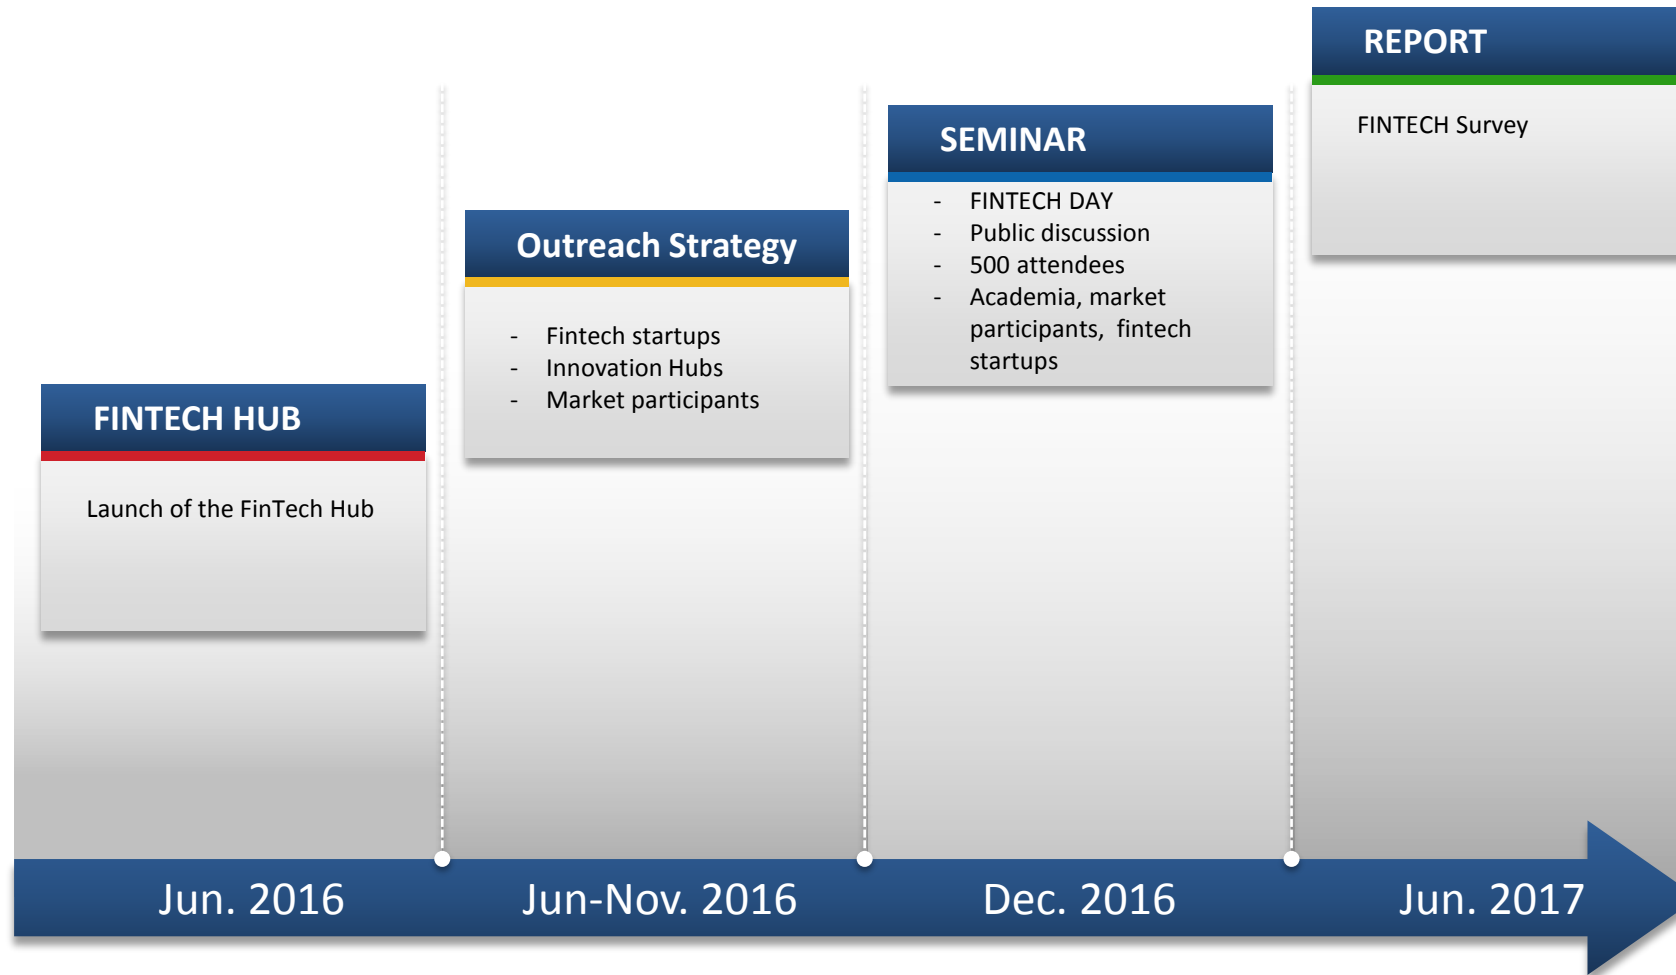 FINTECH HUB
Launch of the FinTech Hub
Outreach Strategy
- Fintech startups
- Innovation Hubs
- Market participants
SEMINAR
- FINTECH DAY
- Public discussion
- 500 attendees
- Academia, market
participants, fintech
startups
REPORT
FINTECH Survey
Jun. 2016
Jun-Nov. 2016
Dec. 2016
Jun. 2017